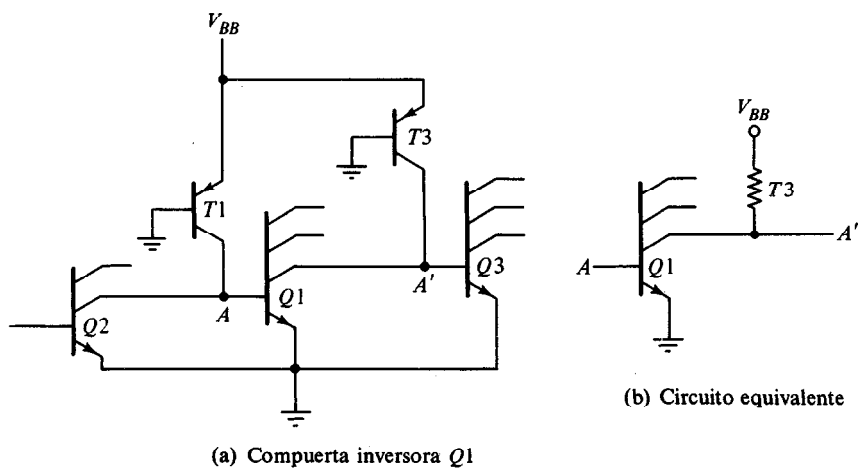 V_BB
T3
T1
Q1
Q3
Q2
A
A'
(a) Compuerta inversora Q1
V_BB
T3
A
Q1
A'
(b) Circuito equivalente